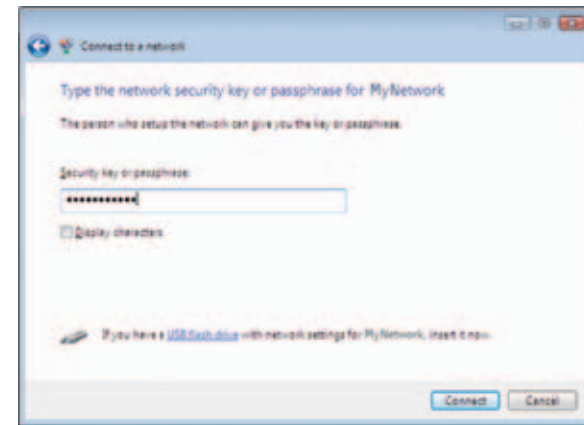 Connect to a network
Type the network security key or passphrase for MyNetwork
The person who setup the network can give you the key or passphrase.
Security key or passphrase:
•••••••••••
Display characters
If you have a USB flash drive with network settings for MyNetwork, insert it now.
Connect Cancel